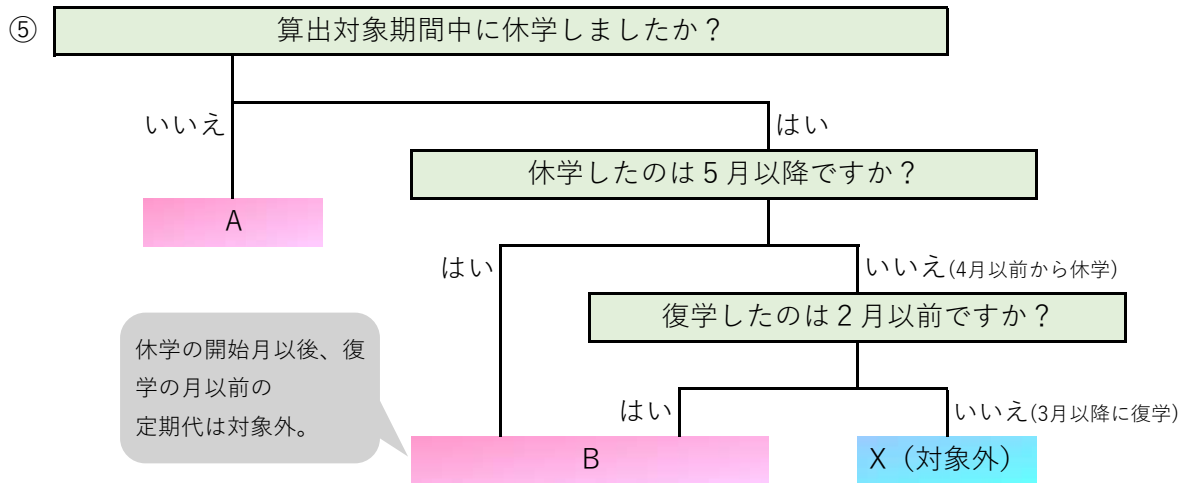 ⑤
算出対象期間中に休学しましたか？
いいえ
はい
休学したのは５月以降ですか？
A
はい
いいえ(4月以前から休学)
復学したのは２月以前ですか？
休学の開始月以後、復
学の月以前の
定期代は対象外。
はい
いいえ(3月以降に復学)
B
X（対象外）